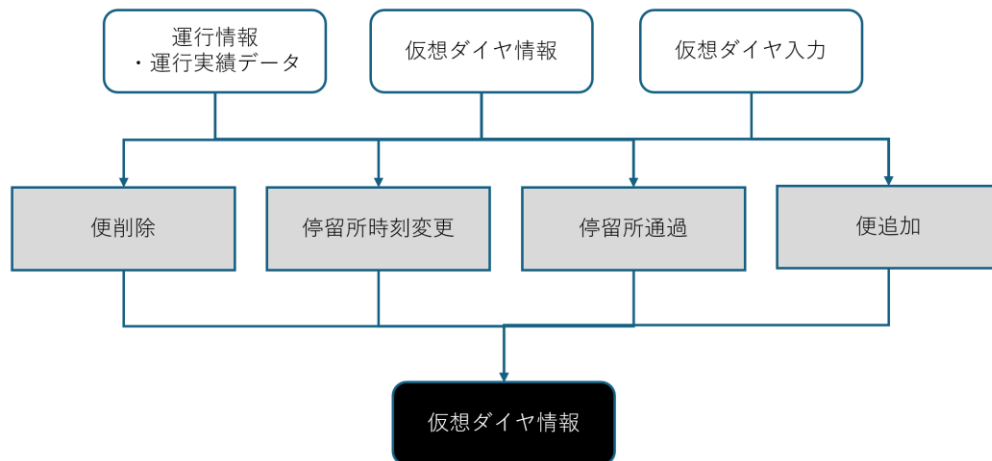 運行情報
・運行実績データ
仮想ダイヤ情報
仮想ダイヤ入力
便削除
停留所時刻変更
停留所通過
便追加
仮想ダイヤ情報